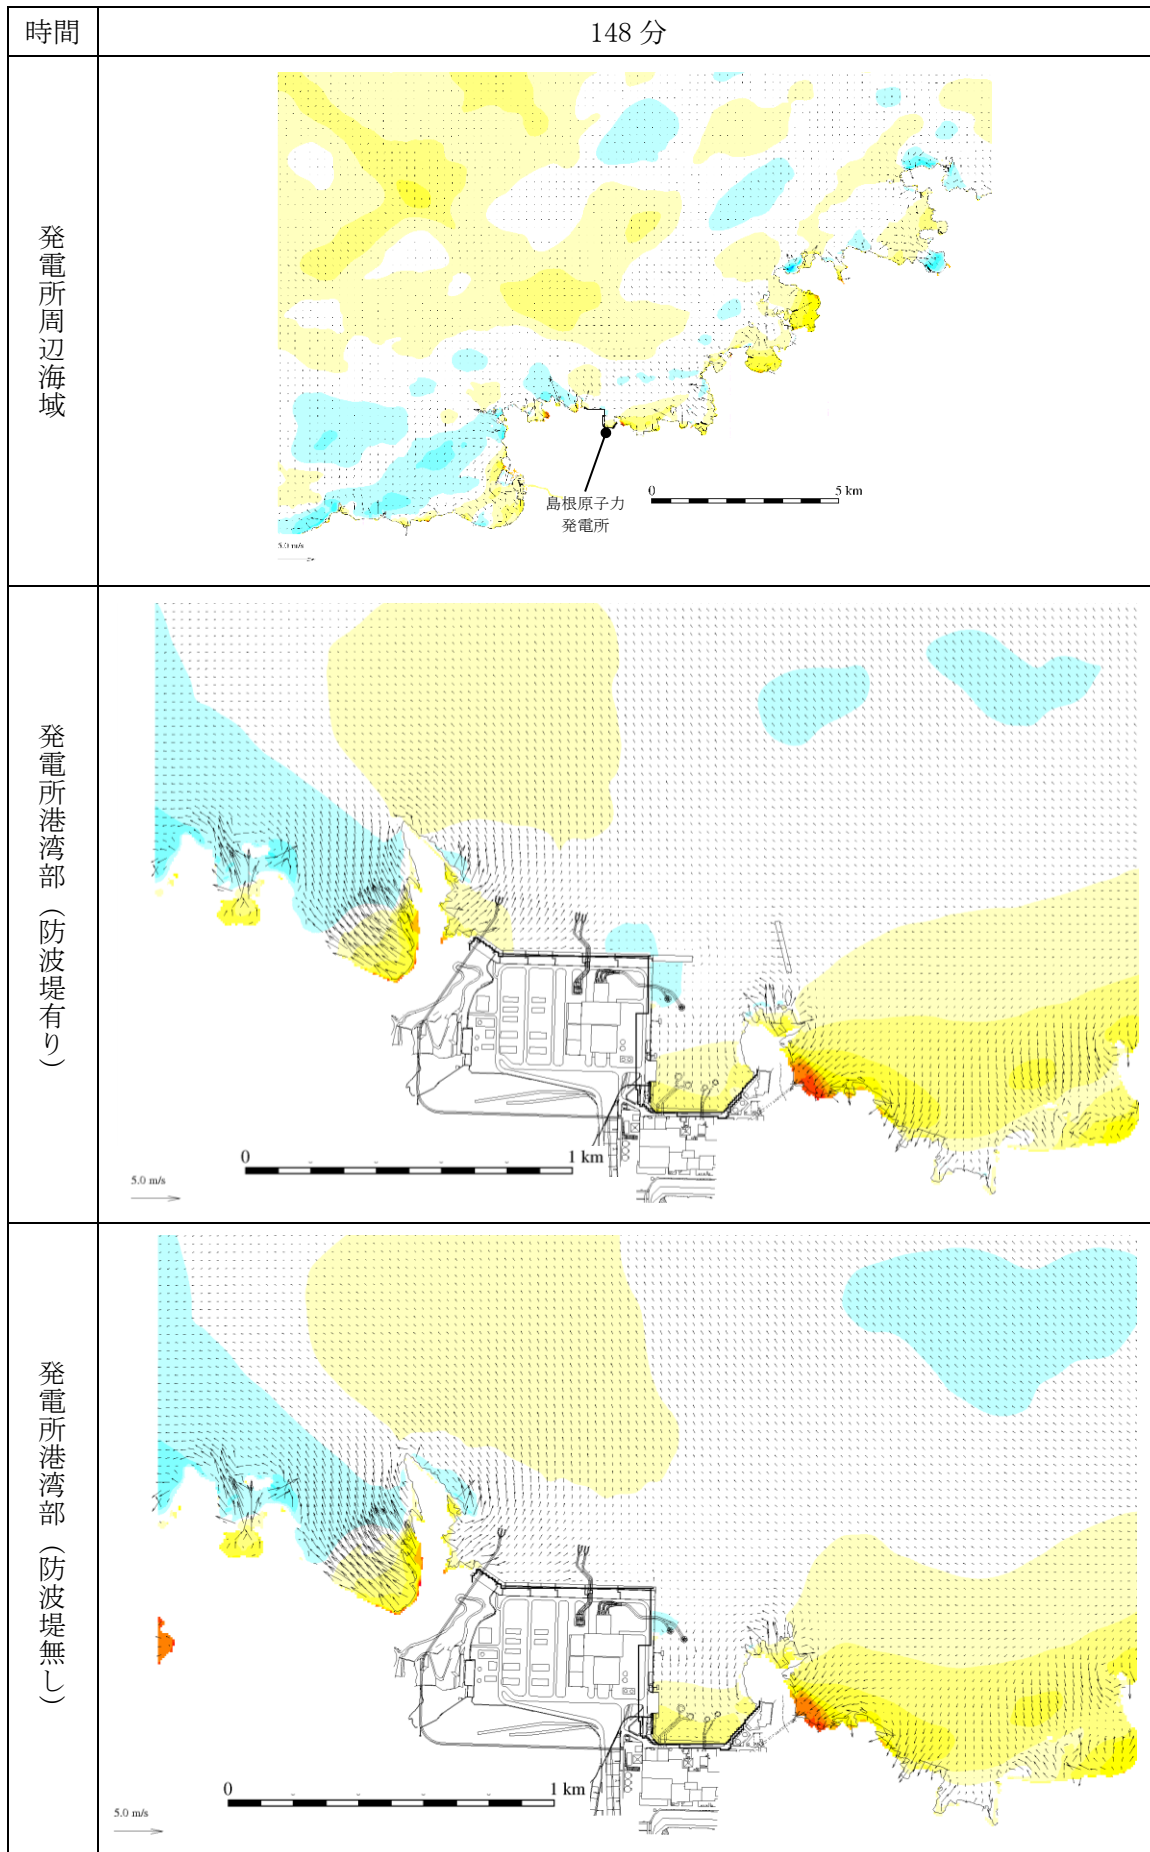 時間
148 分
発電所周辺海域
島根原子力
発電所
0
5 km
5.0 m/s
発電所港湾部（防波堤有り）
0
1 km
5.0 m/s
発電所港湾部（防波堤無し）
0
1 km
5.0 m/s